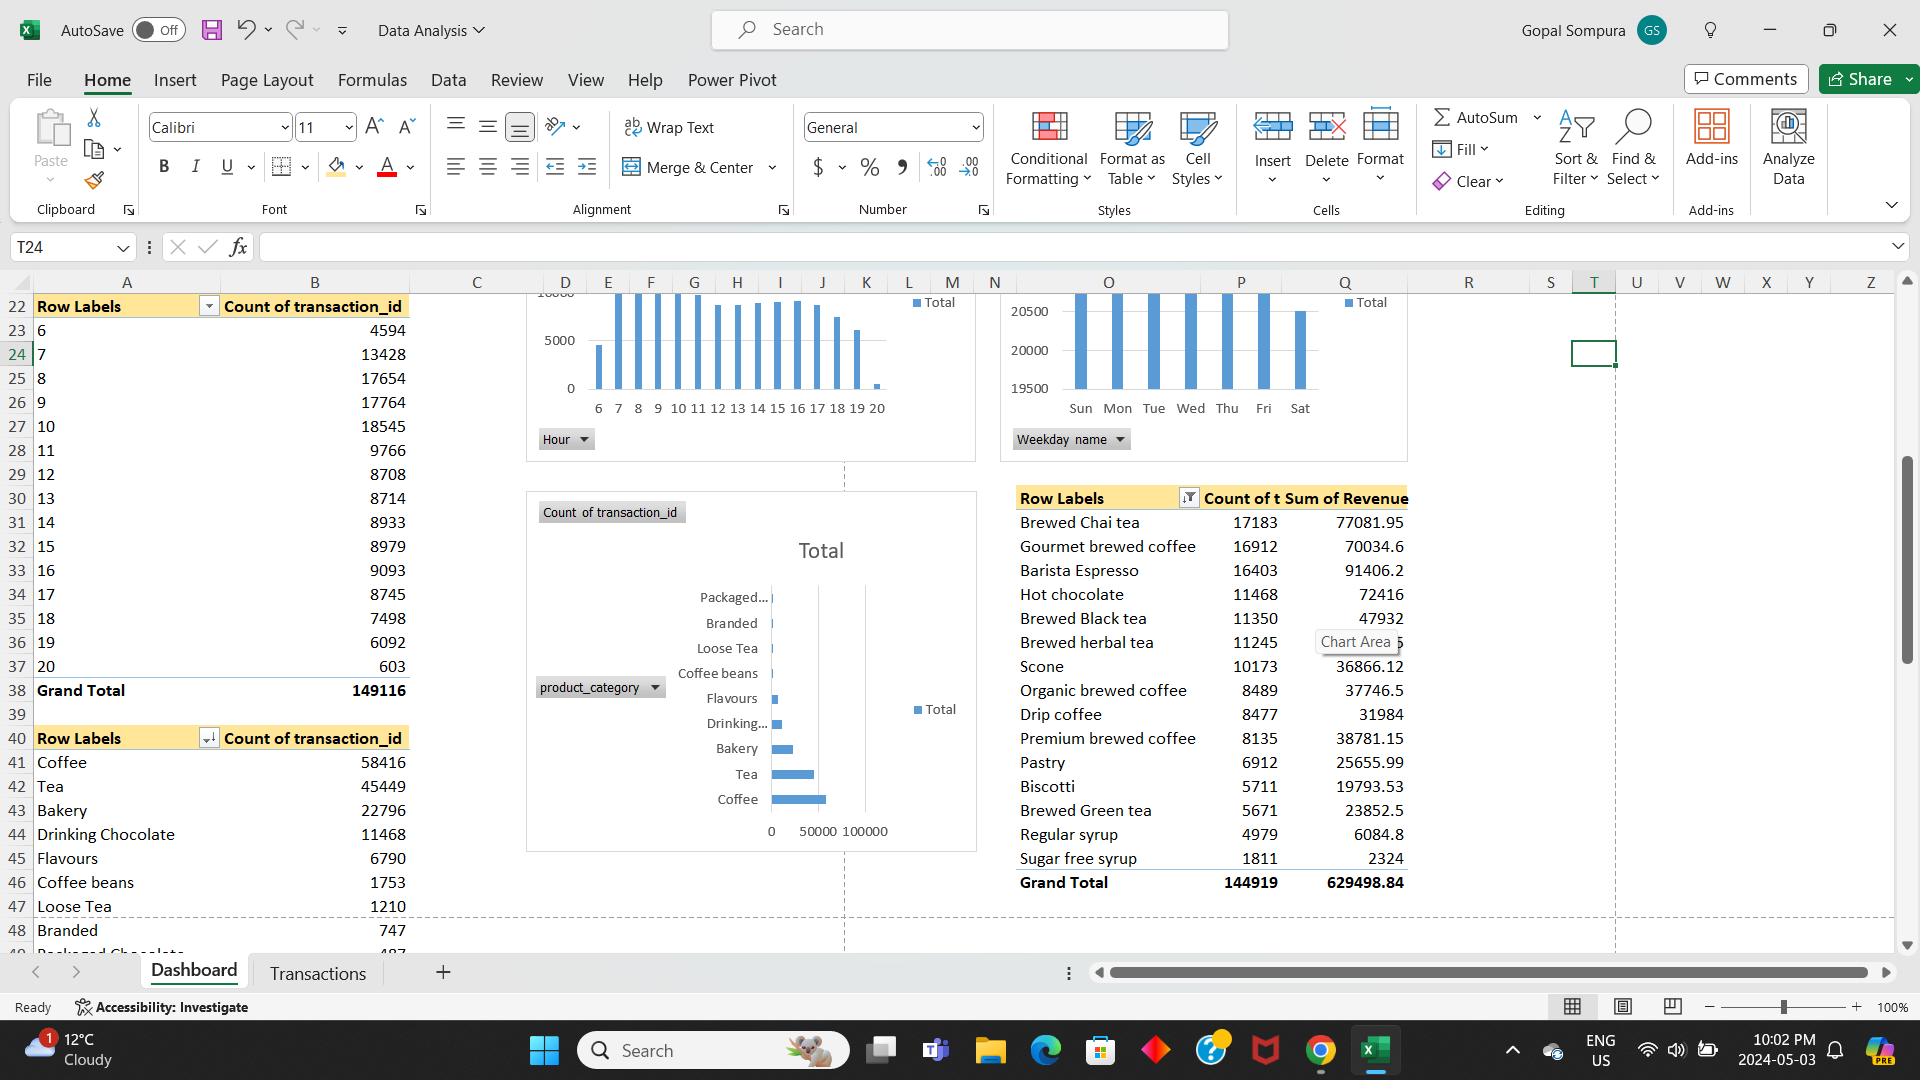 AutoSave Off Data Analysis Search Gopal Sompura GS
File Home Insert Page Layout Formulas Data Review View Help Power Pivot Comments Share
Paste Calibri 11 Wrap Text General Conditional Formatting Format as Table Cell Styles Insert Delete Format AutoSum Fill Clear Sort & Filter Find & Select Add-ins Analyze Data
B I U Merge & Center $ %
Clipboard Font Alignment Number Styles Cells Editing Add-ins
T24 fx
A B C D E F G H I J K L M N O P Q R S T U V W X Y Z
22 Row Labels Count of transaction_id
23 6 4594
24 7 13428
25 8 17654
26 9 17764
27 10 18545
28 11 9766
29 12 8708
30 13 8714
31 14 8933
32 15 8979
33 16 9093
34 17 8745
35 18 7498
36 19 6092
37 20 603
38 Grand Total 149116
39
40 Row Labels Count of transaction_id
41 Coffee 58416
42 Tea 45449
43 Bakery 22796
44 Drinking Chocolate 11468
45 Flavours 6790
46 Coffee beans 1753
47 Loose Tea 1210
48 Branded 747
Total
5000
0
6 7 8 9 10 11 12 13 14 15 16 17 18 19 20
Hour
Total
20500
20000
19500
Sun Mon Tue Wed Thu Fri Sat
Weekday name
Count of transaction_id
Total
Packaged...
Branded
Loose Tea
Coffee beans
product_category
Flavours
Total
Drinking...
Bakery
Tea
Coffee
0 50000 100000
Row Labels Count of t Sum of Revenue
Brewed Chai tea 17183 77081.95
Gourmet brewed coffee 16912 70034.6
Barista Espresso 16403 91406.2
Hot chocolate 11468 72416
Brewed Black tea 11350 47932
Brewed herbal tea 11245
Chart Area
Scone 10173 36866.12
Organic brewed coffee 8489 37746.5
Drip coffee 8477 31984
Premium brewed coffee 8135 38781.15
Pastry 6912 25655.99
Biscotti 5711 19793.53
Brewed Green tea 5671 23852.5
Regular syrup 4979 6084.8
Sugar free syrup 1811 2324
Grand Total 144919 629498.84
Dashboard Transactions
Ready Accessibility: Investigate 100%
1 12°C
Cloudy
Search
ENG
US
10:02 PM
2024-05-03
PRE